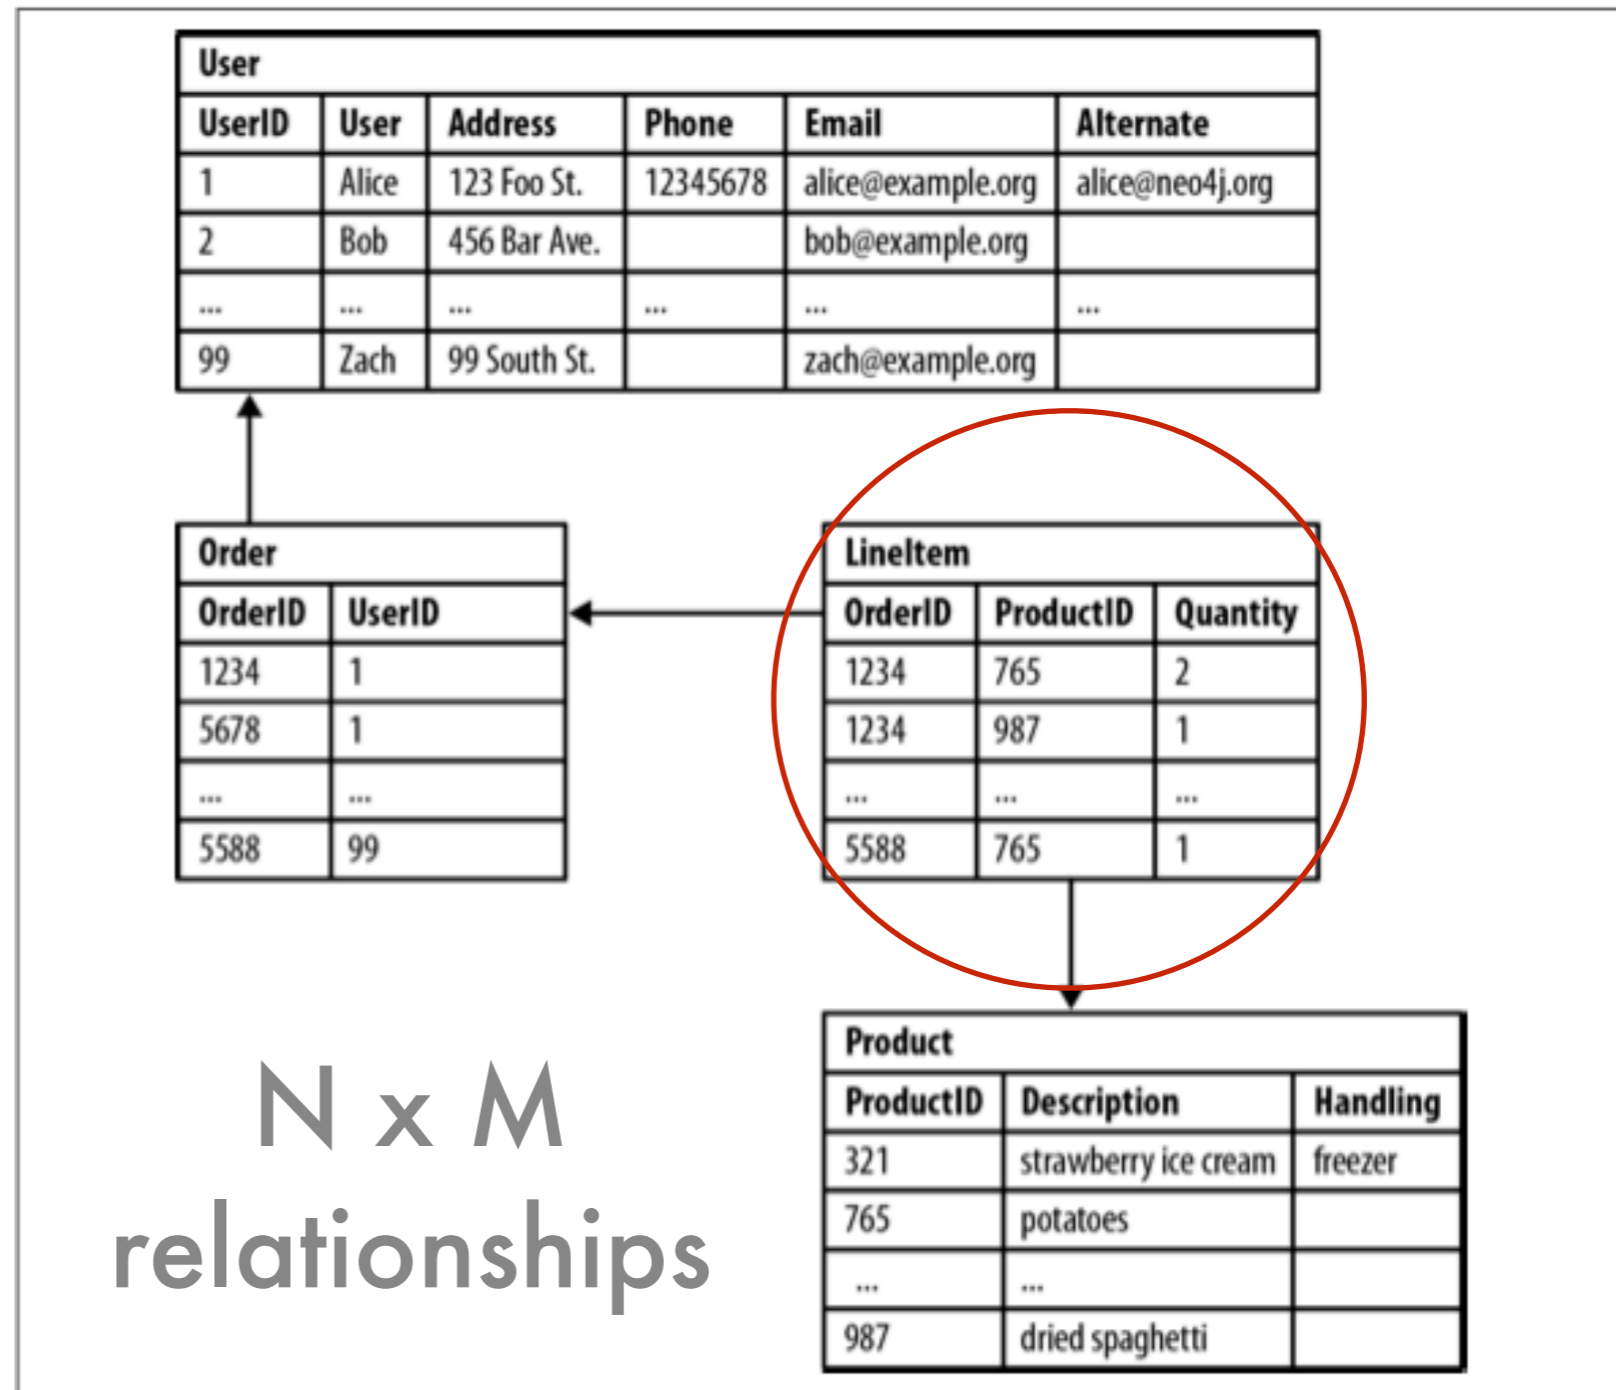 User
UserID User Address Phone Email Alternate
1 Alice 123 Foo St. 12345678 alice@example.org alice@neo4j.org
2 Bob 456 Bar Ave. bob@example.org
... ... ... ... ... ...
99 Zach 99 South St. zach@example.org
Order
OrderID UserID
1234 1
5678 1
... ...
5588 99
LineItem
OrderID ProductID Quantity
1234 765 2
1234 987 1
... ... ...
5588 765 1
N x M
relationships
Product
ProductID Description Handling
321 strawberry ice cream freezer
765 potatoes
... ...
987 dried spaghetti